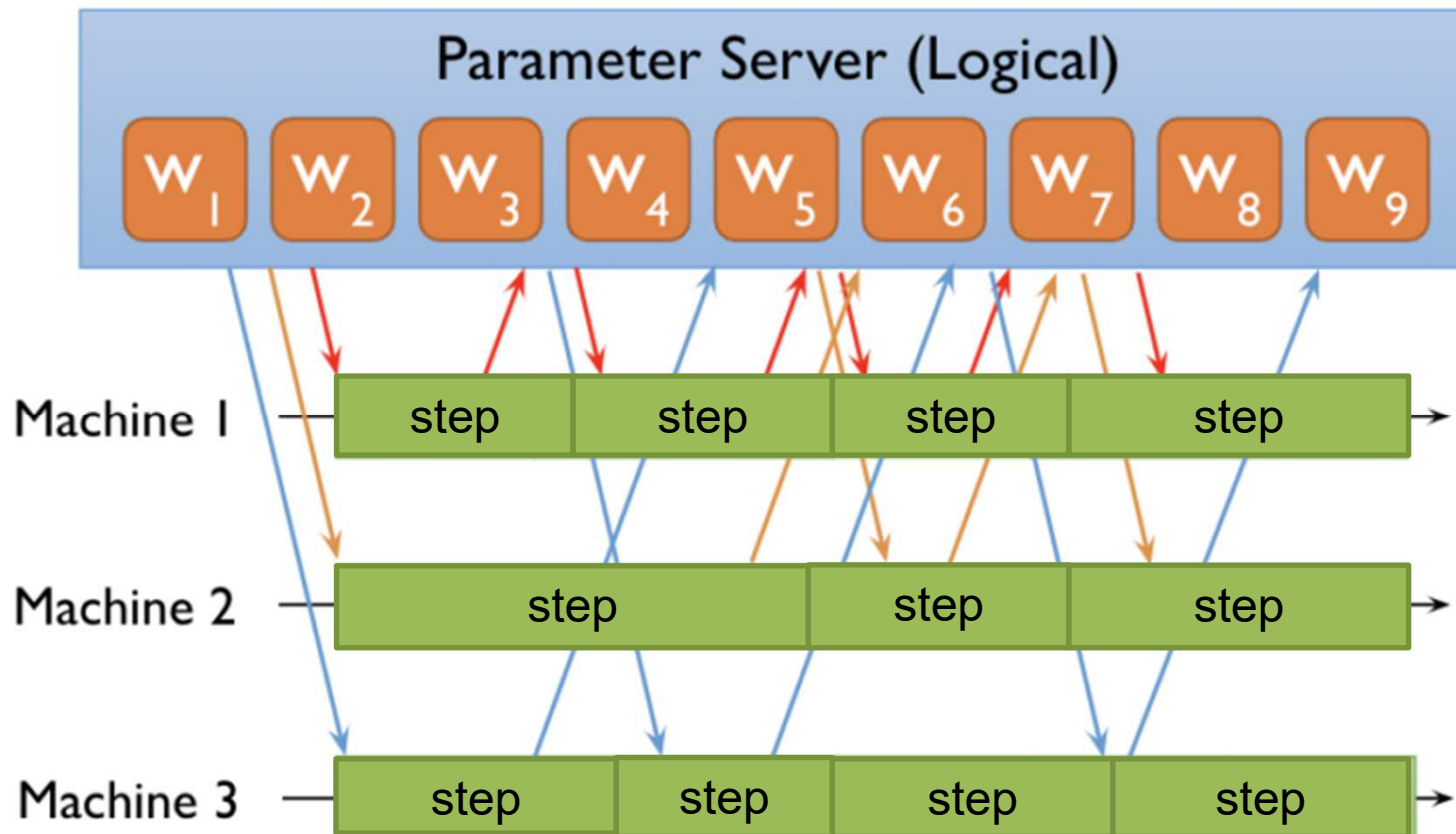 Parameter Server (Logical)
W1 W2 W3 W4 W5 W6 W7 W8 W9
Machine 1 step step step step
Machine 2 step step step
Machine 3 step step step step